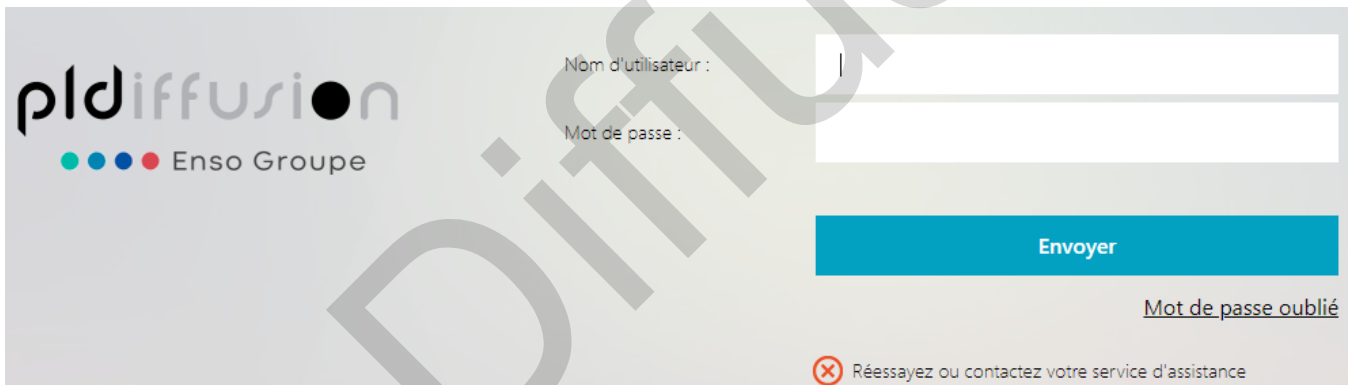 pldiffusion
Enso Groupe
Nom d'utilisateur :
Mot de passe :
Envoyer
Mot de passe oublié
Réessayez ou contactez votre service d'assistance